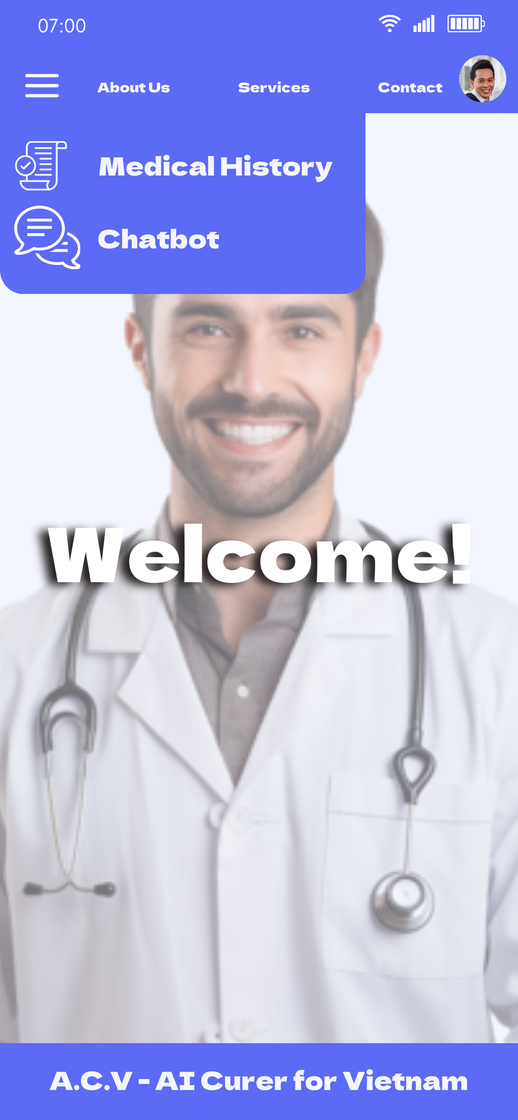 07:00
About Us Services Contact
Medical History
Chatbot
Welcome!
A.C.V - AI Curer for Vietnam